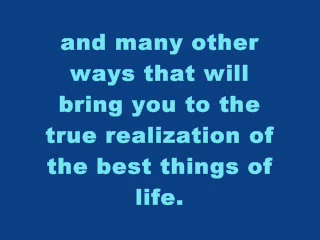 and many other
ways that will
bring you to the
true realization of
the best things of
life.